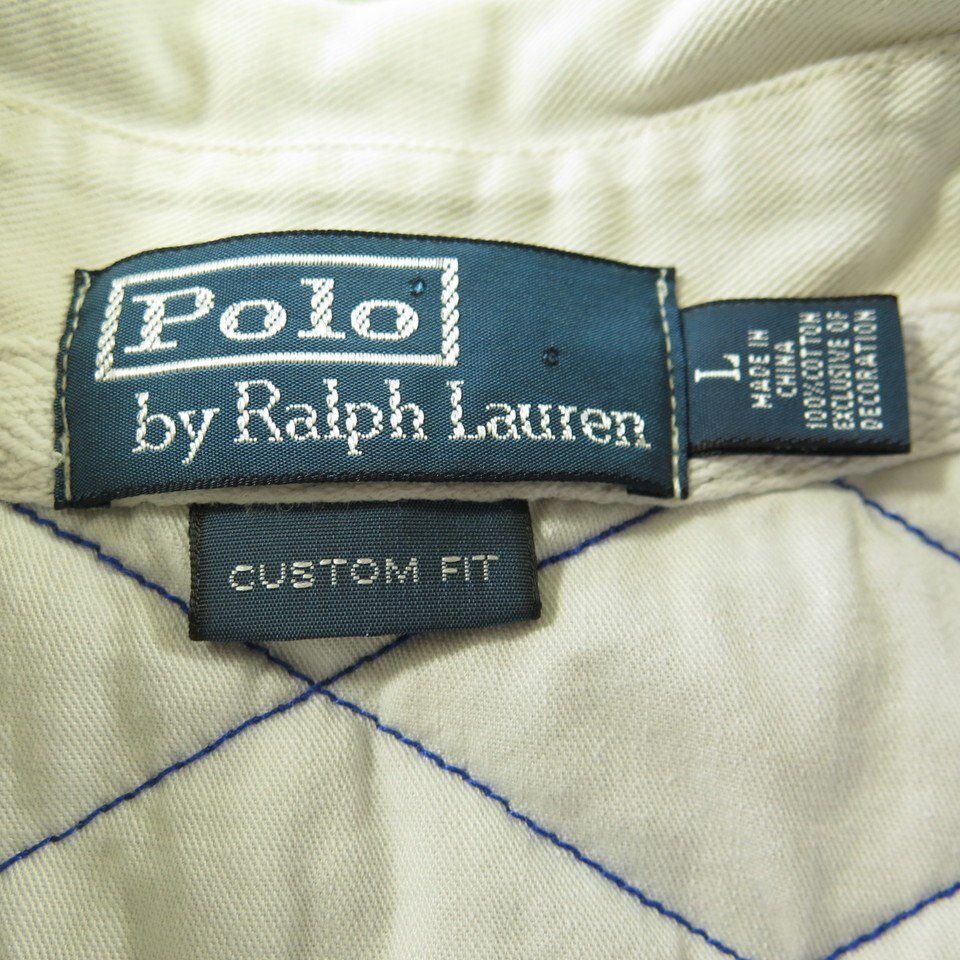 Polo
by Ralph Lauren
L
MADE IN
CHINA
100% COTTON
EXCLUSIVE OF
DECORATION
CUSTOM FIT